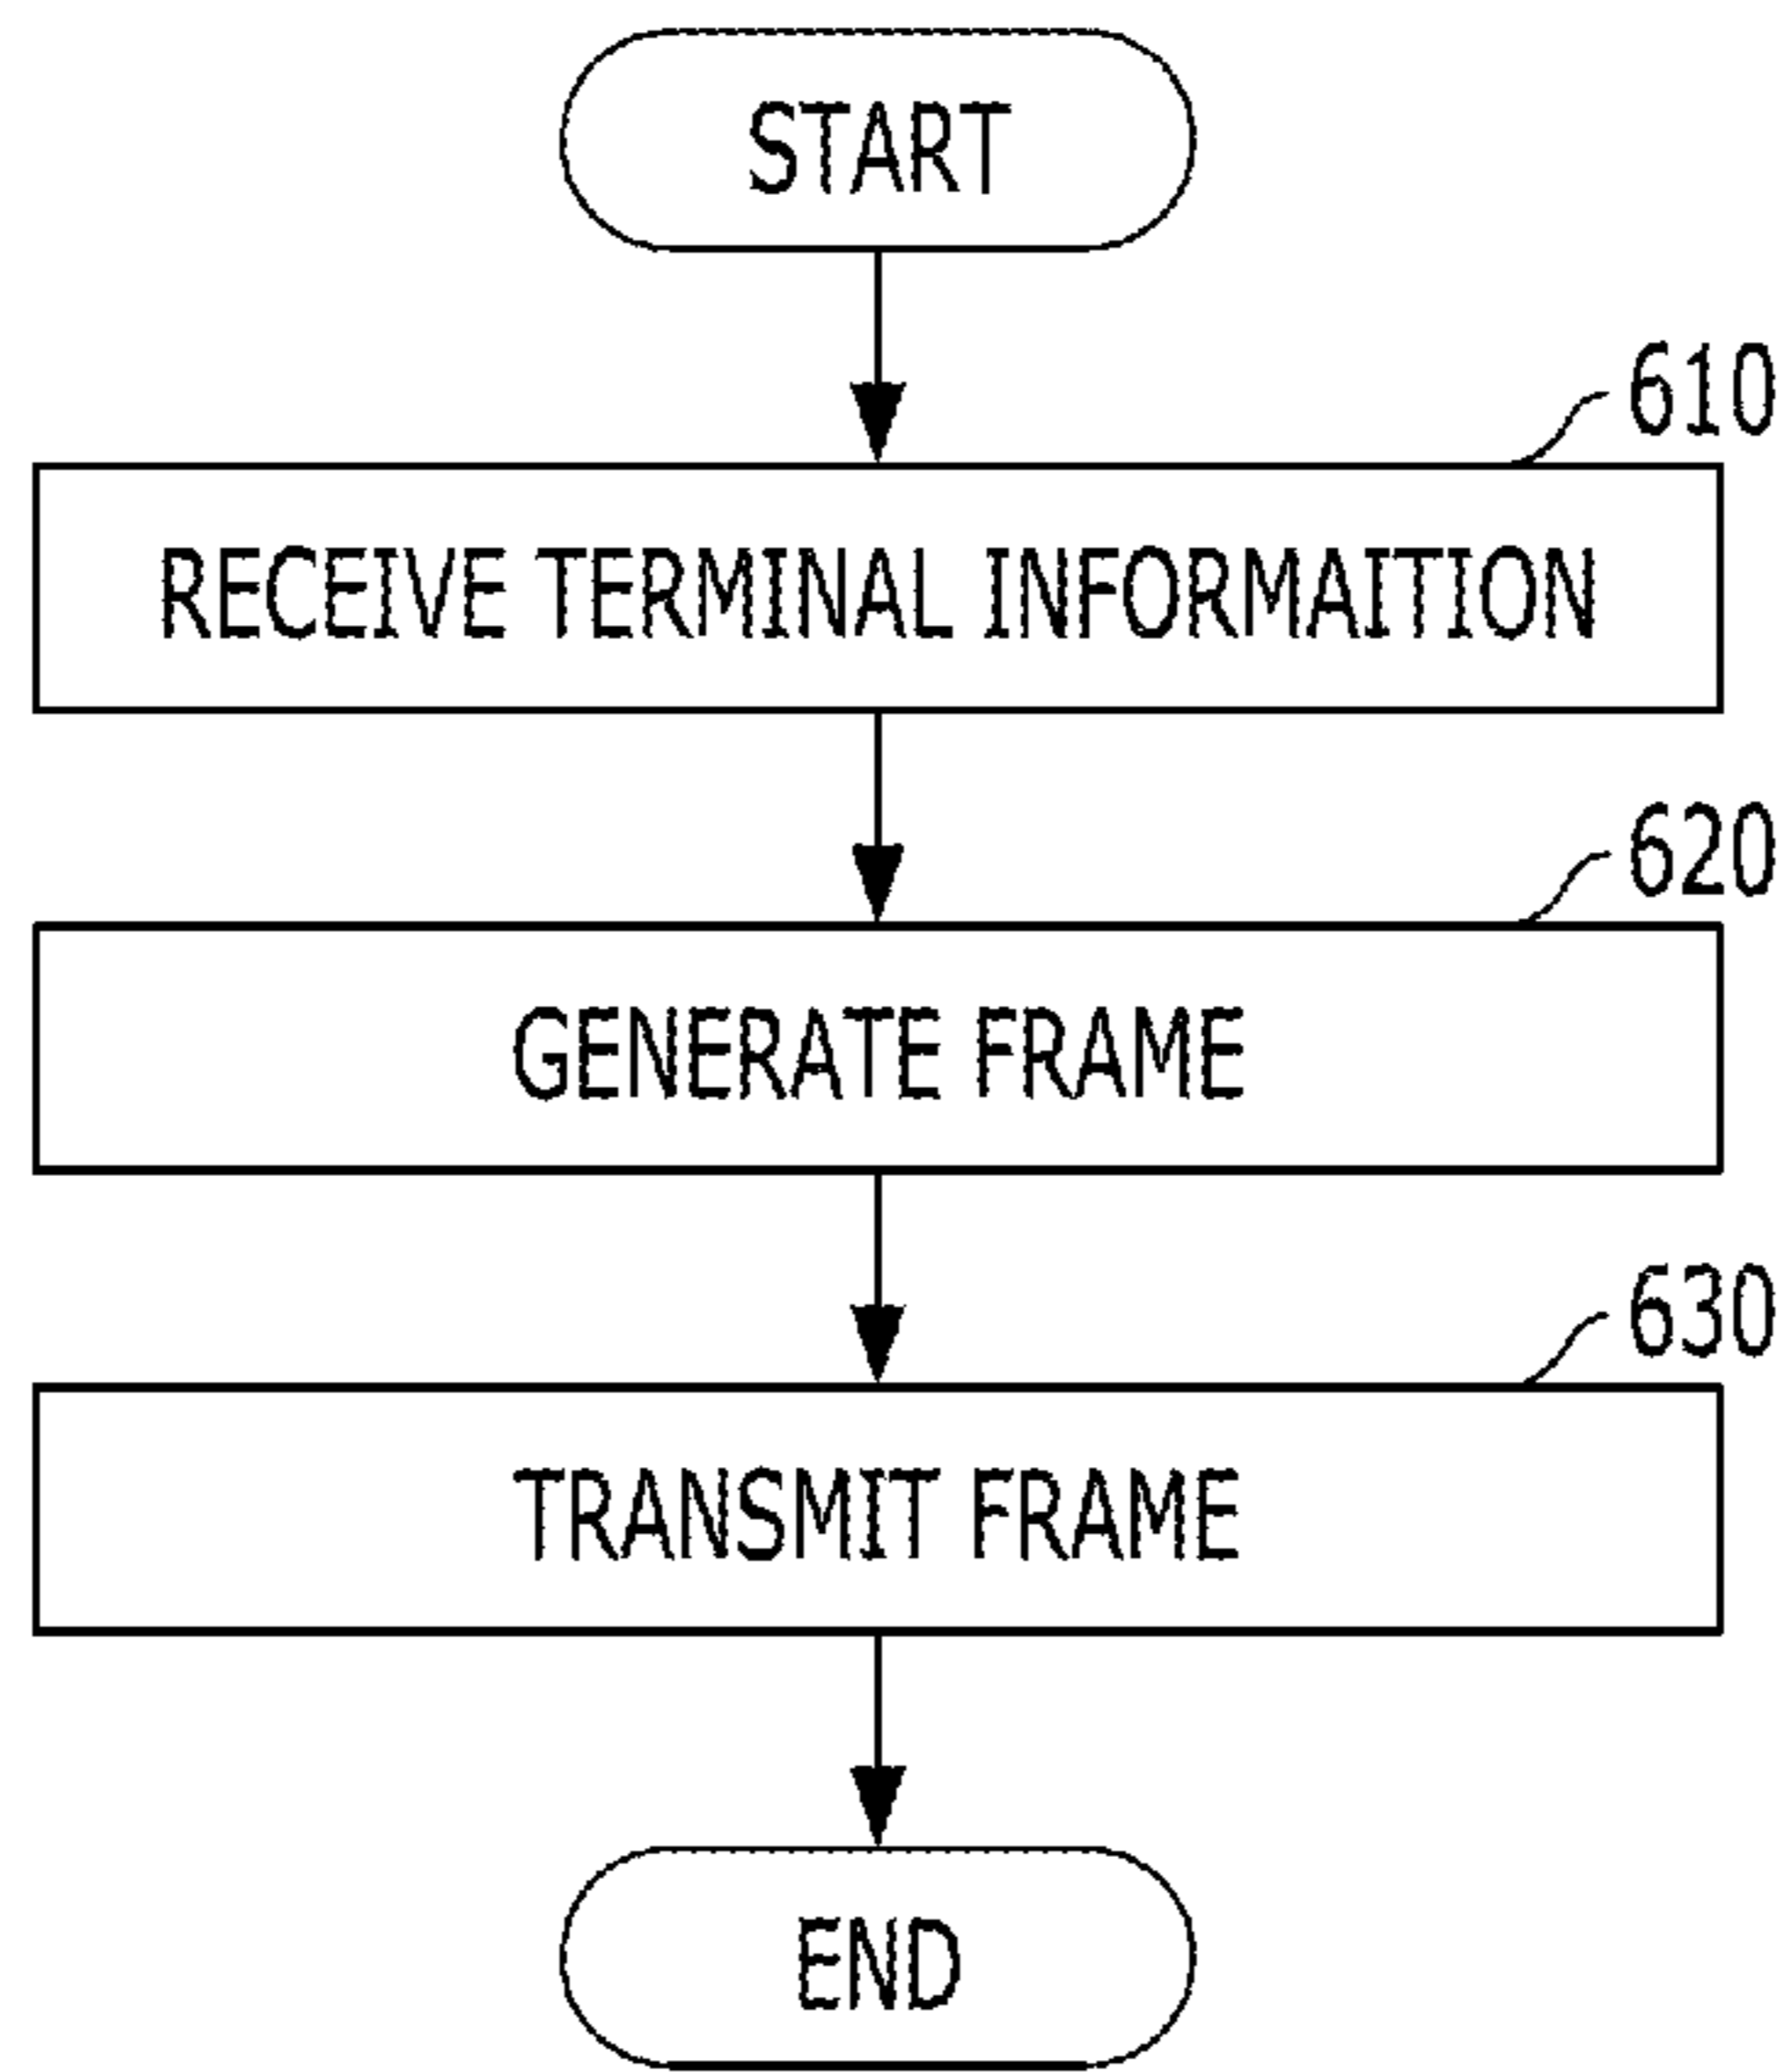 START
610
RECEIVE TERMINAL INFORMAITION
620
GENERATE FRAME
630
TRANSMIT FRAME
END